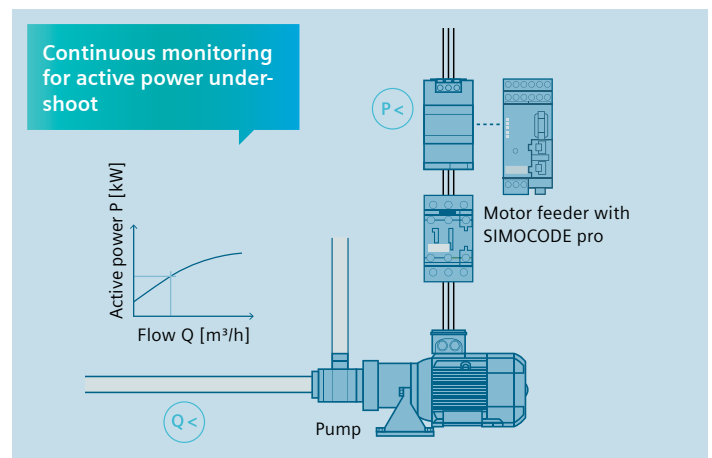 Continuous monitoring
for active power under-
shoot
P<
Motor feeder with
SIMOCODE pro
Active power P [kW]
Flow Q [m³/h]
Q<
Pump